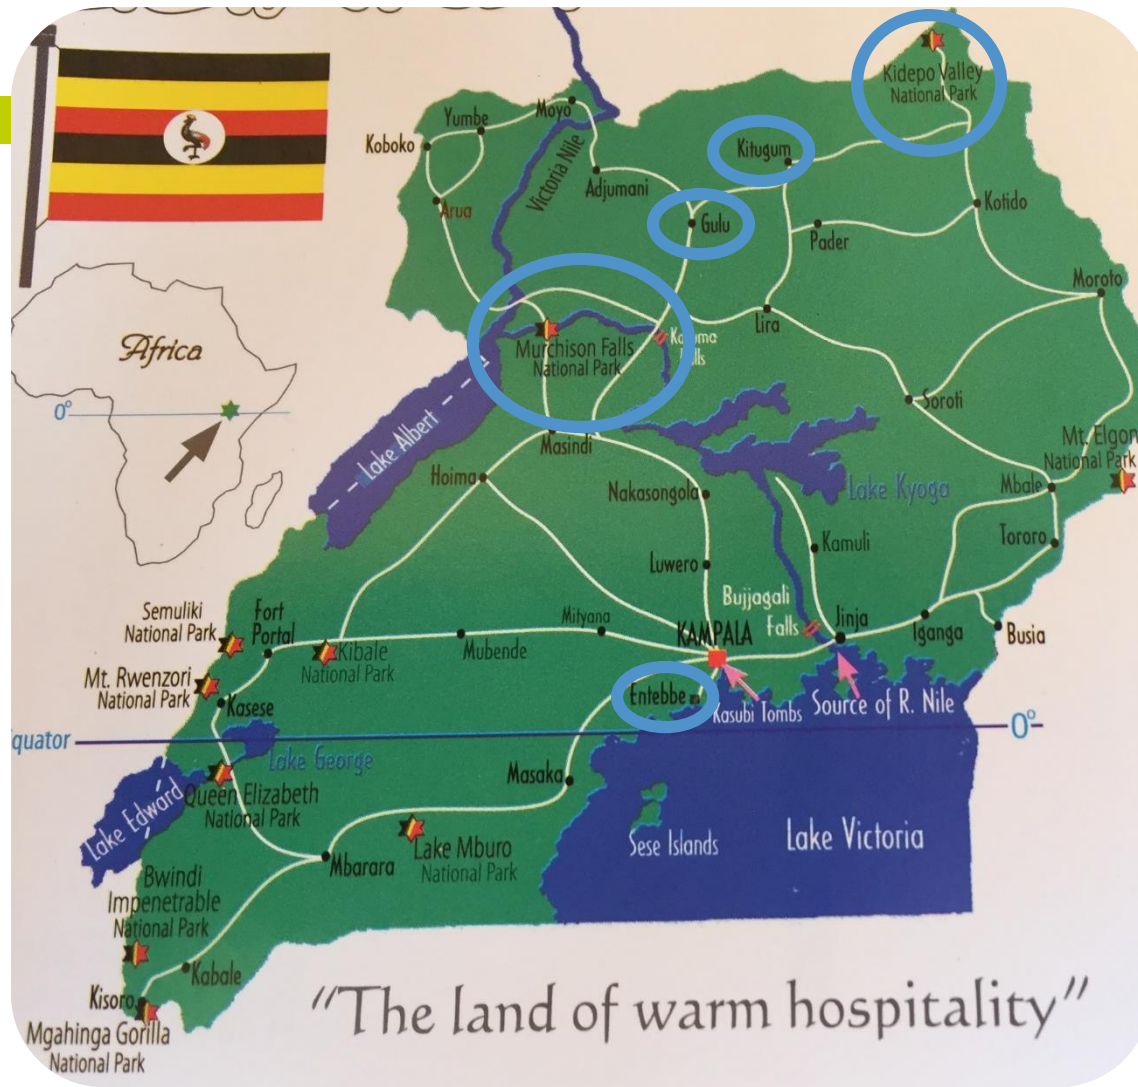 Kidepo Valley
National Park
Moyo
Yumbe
Koboko
Kitugum
Victoria Nile
Adjumani
Arua
Kotido
Gulu
Pader
Moroto
Africa
Lira
Karuma
Falls
Murchison Falls
National Park
0°
Soroti
Lake Albert
Masindi
Mt. Elgon
National Park
Hoima
Nakasongola
Lake Kyoga
Mbale
Kamuli
Tororo
Luwero
Bujjagali
Falls
Semuliki
National Park
Fort
Portal
Mityana
KAMPALA
Jinja
Iganga
Busia
Kibale
National Park
Mubende
Mt. Rwenzori
National Park
Entebbe
Kasese
Kasubi Tombs
Source of R. Nile
Equator
0°
Lake George
Masaka
Queen Elizabeth
National Park
Lake Edward
Sese Islands
Lake Victoria
Lake Mburo
National Park
Mbarara
Bwindi
Impenetrable
National Park
Kabale
Kisoro
Mgahinga Gorilla
National Park
"The land of warm hospitality"